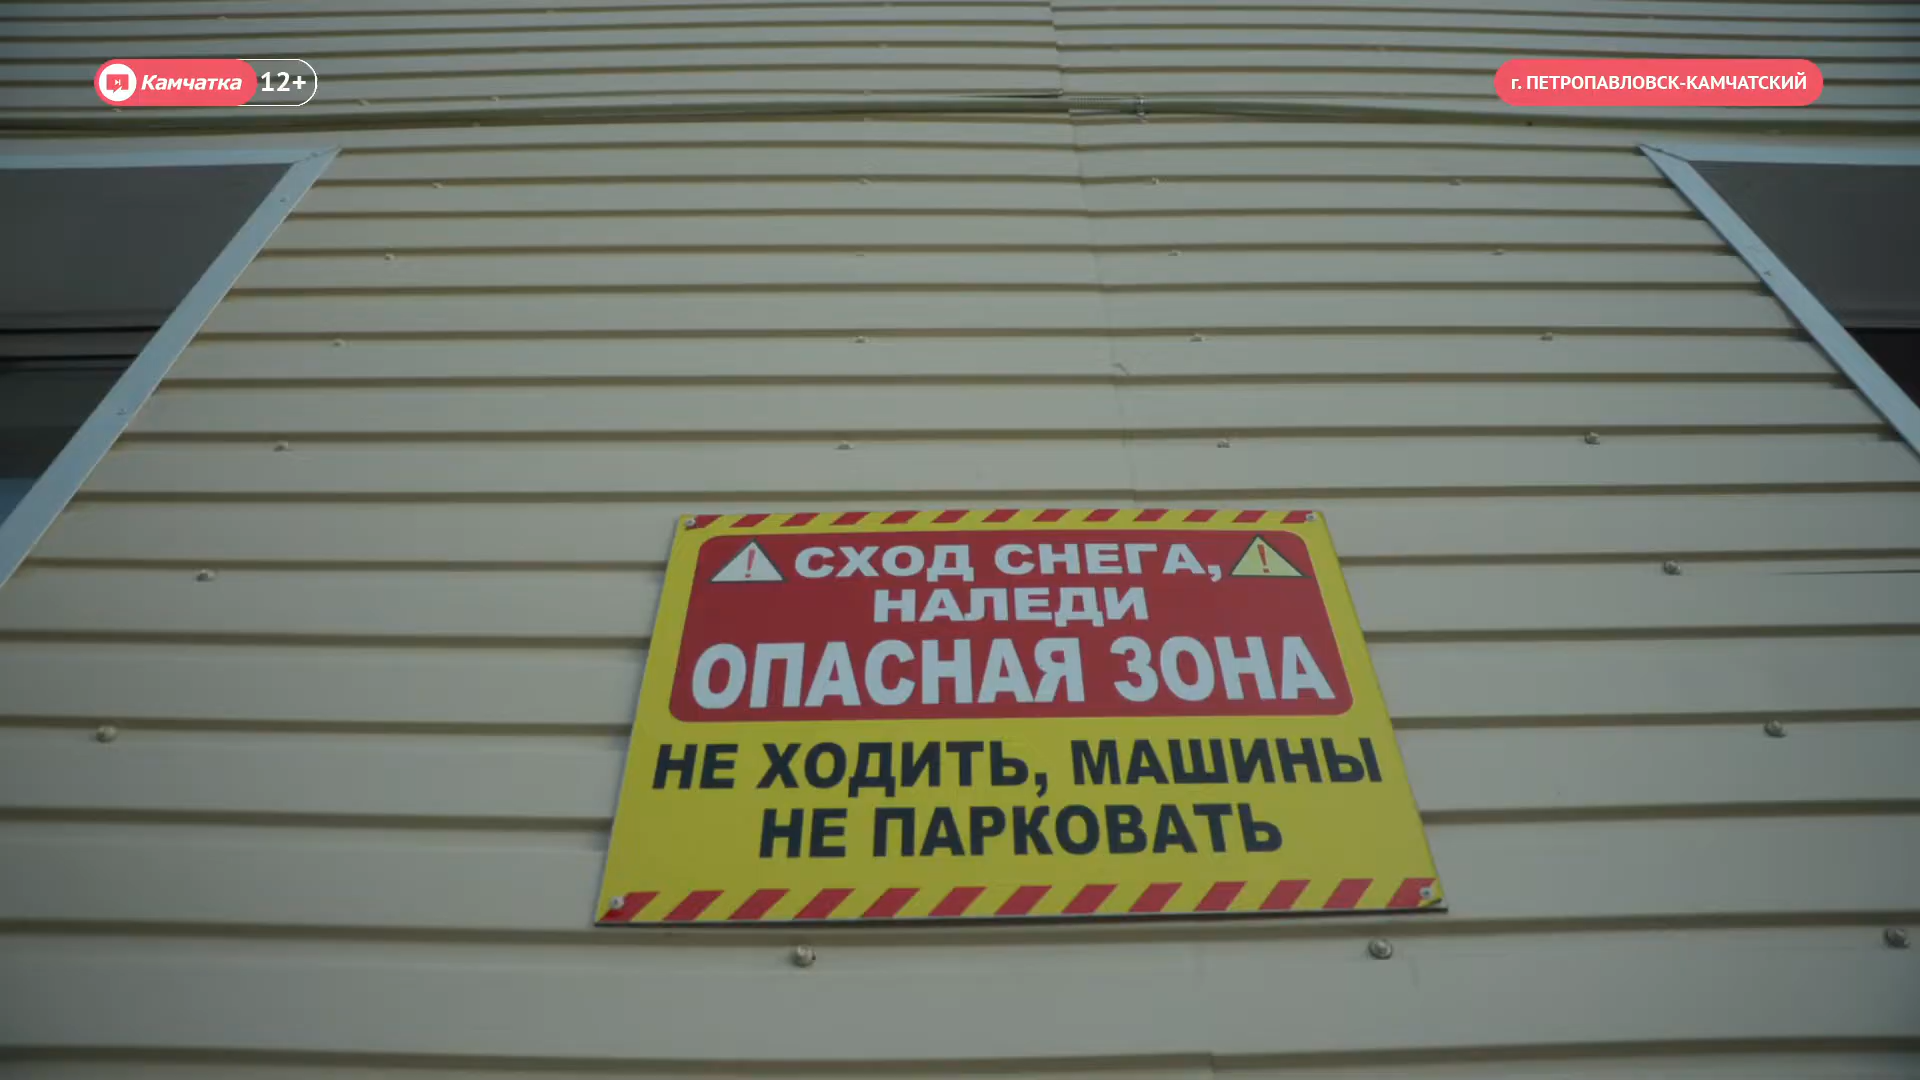 Камчатка 12+
г. ПЕТРОПАВЛОВСК-КАМЧАТСКИЙ
СХОД СНЕГА,
НАЛЕДИ
ОПАСНАЯ ЗОНА
НЕ ХОДИТЬ, МАШИНЫ
НЕ ПАРКОВАТЬ